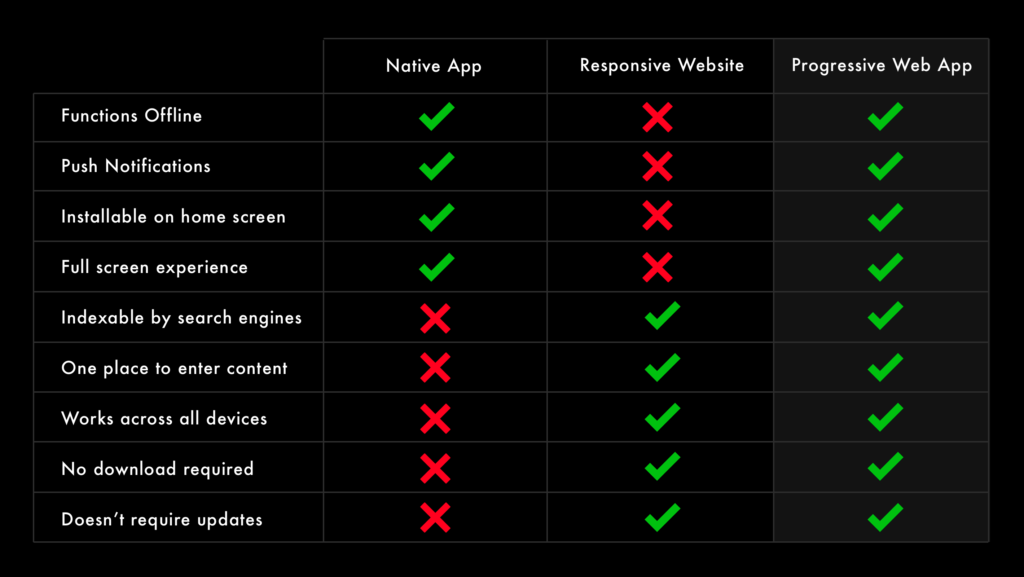 Native App Responsive Website Progressive Web App
Functions Offline
Push Notifications
Installable on home screen
Full screen experience
Indexable by search engines
One place to enter content
Works across all devices
No download required
Doesn’t require updates